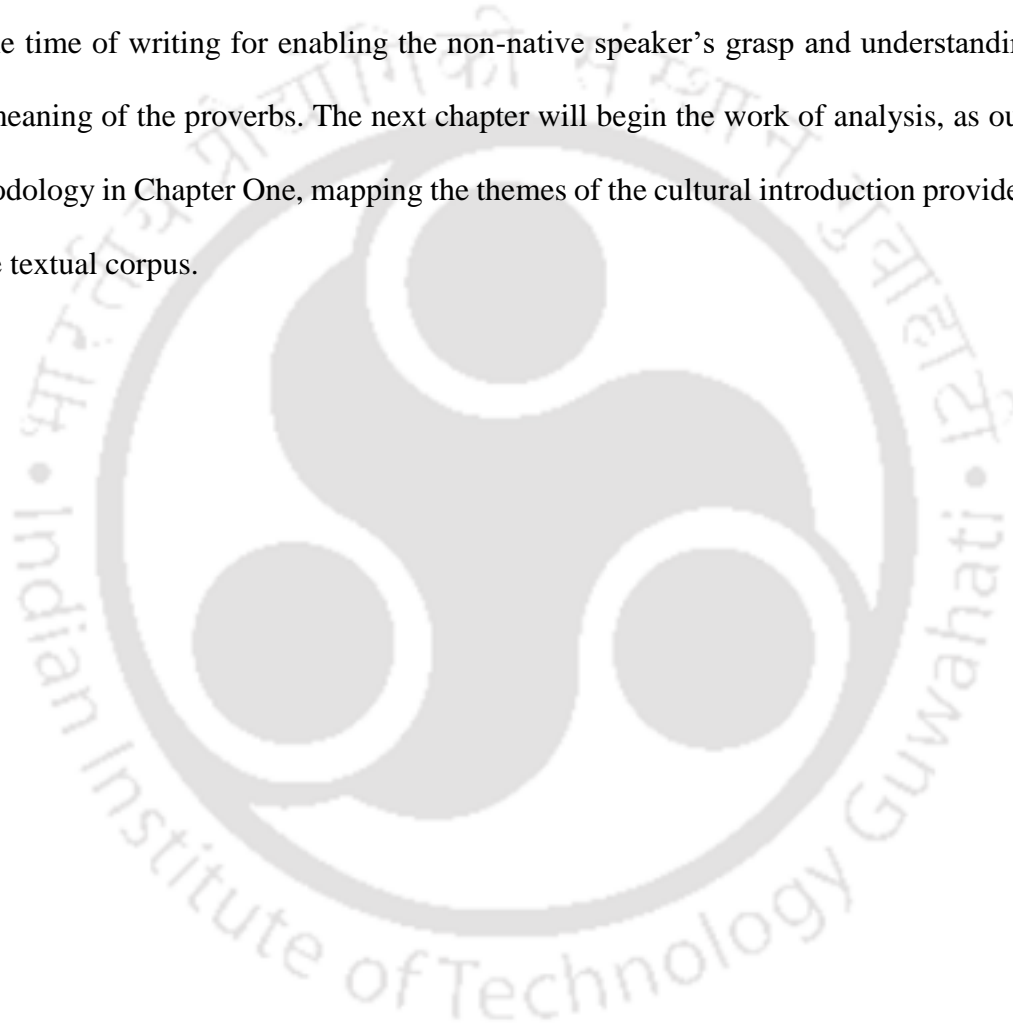 e time of writing for enabling the non-native speaker’s grasp and understandin
neaning of the proverbs. The next chapter will begin the work of analysis, as ou
odology in Chapter One, mapping the themes of the cultural introduction provide
e textual corpus.
भारतीय प्रौद्योगिकी संस्थान गुवाहाटी
• Indian Institute of Technology Guwahati •